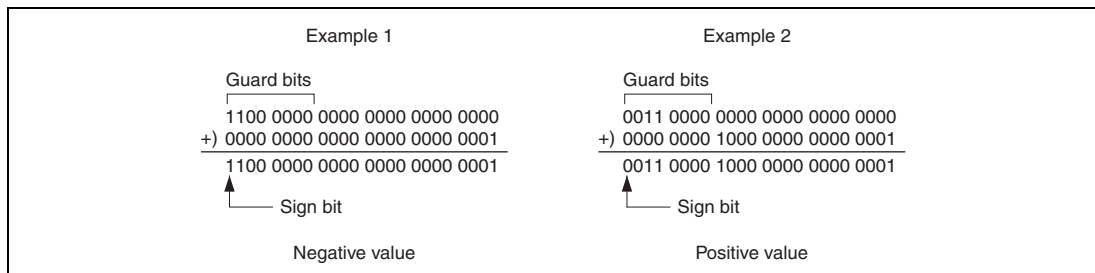 Example 1
Guard bits
1100 0000 0000 0000 0000 0000
+) 0000 0000 0000 0000 0000 0001
1100 0000 0000 0000 0000 0001
Sign bit
Negative value
Example 2
Guard bits
0011 0000 0000 0000 0000 0000
+) 0000 0000 1000 0000 0000 0001
0011 0000 1000 0000 0000 0001
Sign bit
Positive value